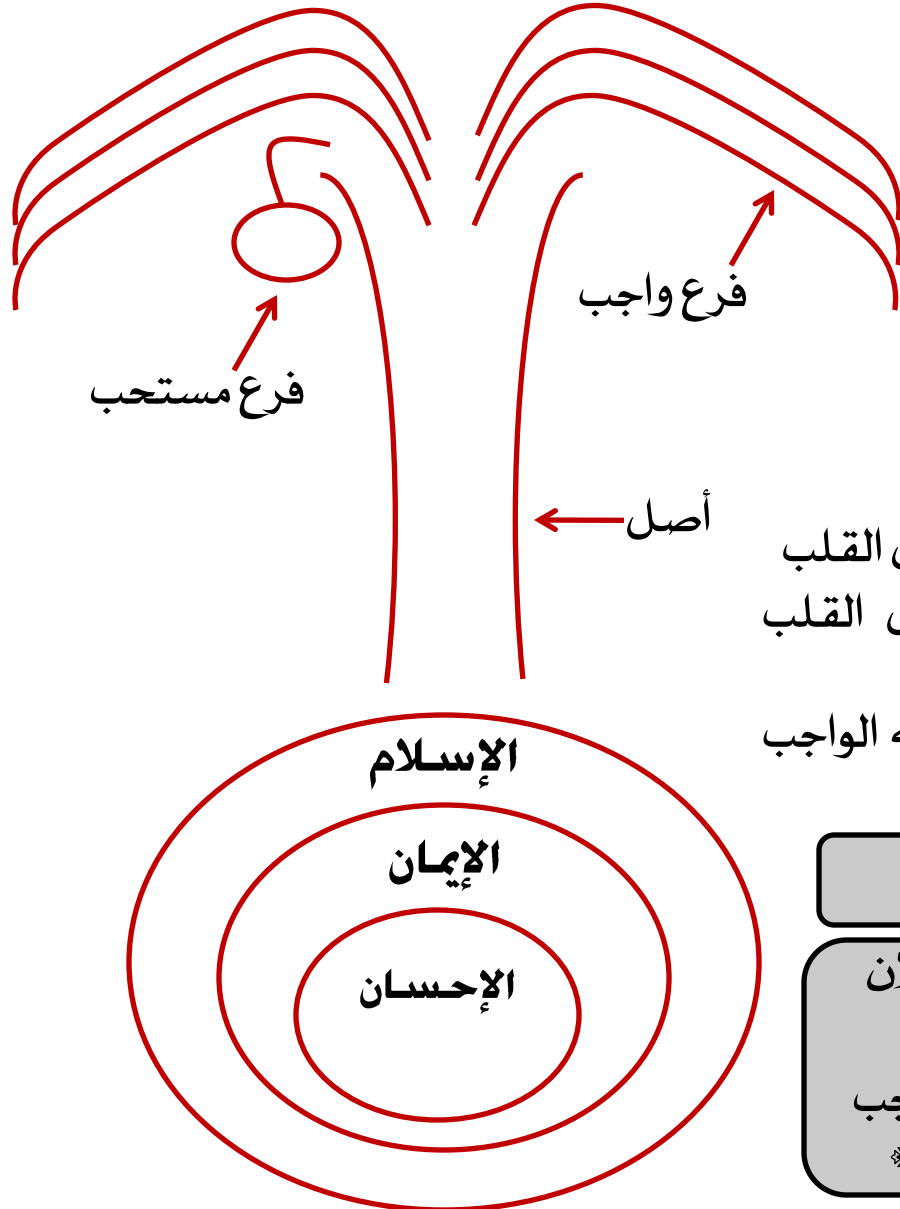 فرع واجب
فرع مستحب
أصل
القلب
القلب
الواجب
الإسلام
الإيمان
الإحسان